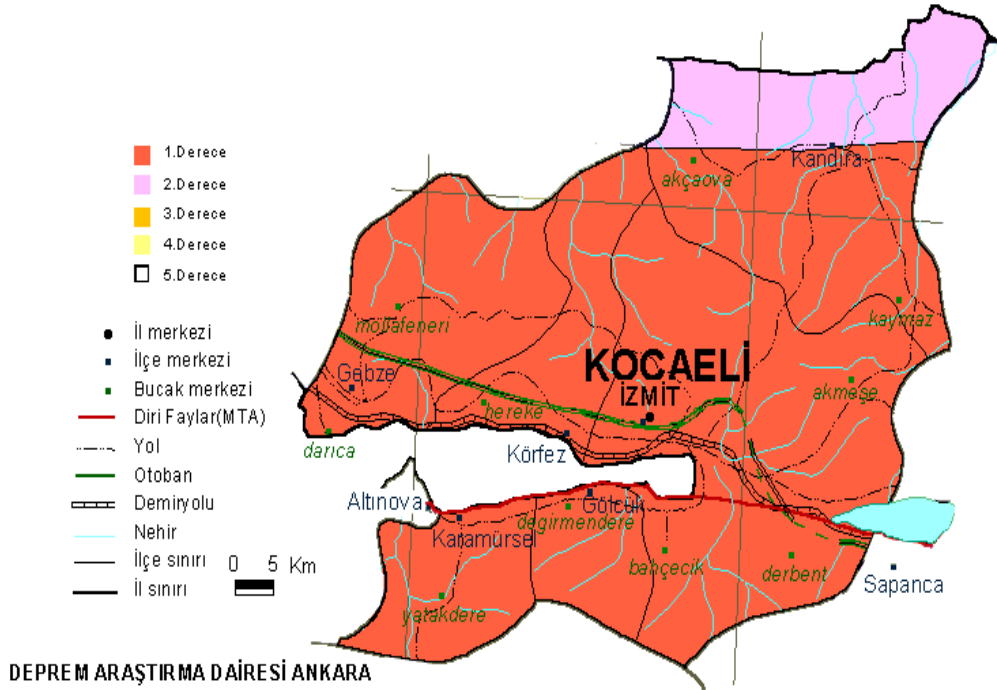 1.Derece
2.Derece
3.Derece
4.Derece
5.Derece
İl merkezi
İlçe merkezi
Bucak merkezi
Diri Faylar(MTA)
Yol
Otoban
Demiryolu
Nehir
İlçe sınırı
İl sınırı
0 5 Km
Kandıra
akçaova
mollafeneri
kaymaz
KOCAELİ
İZMİT
Gebze
hereke
akmeşe
darıca
Körfez
Altınova
Gölcük
değirmendere
Karamürsel
bahçecik
derbent
Sapanca
yatakdere
DEPREM ARAŞTIRMA DAİRESİ ANKARA